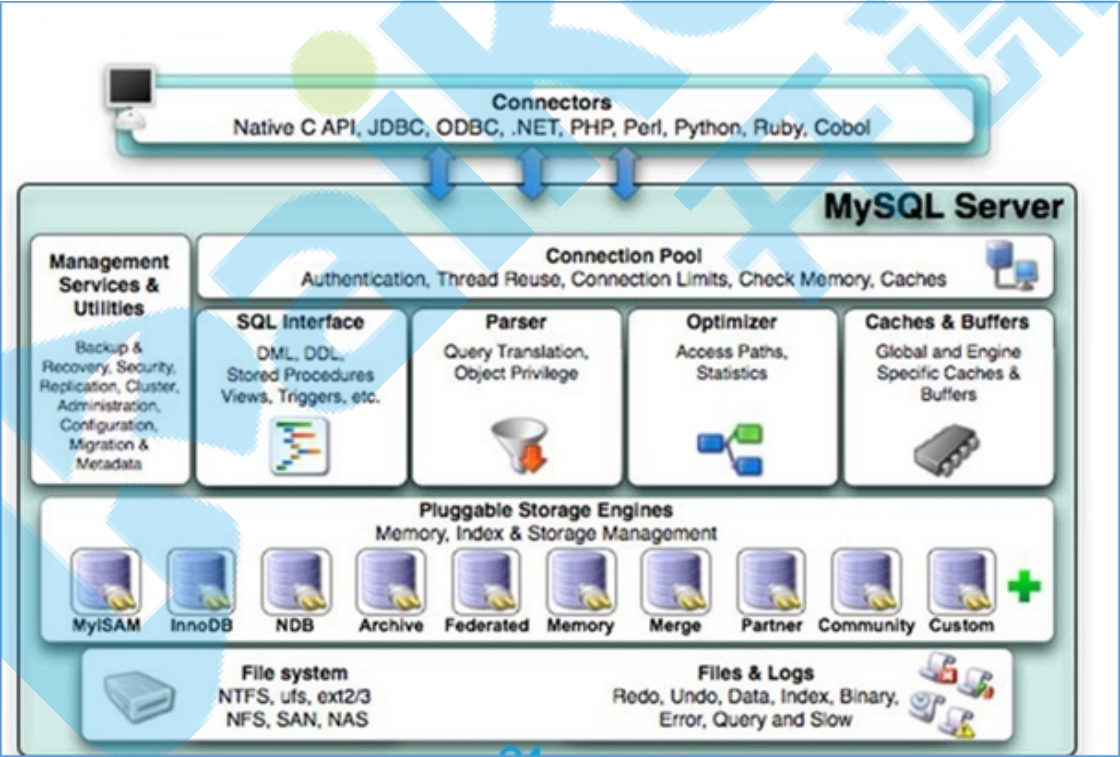 Connectors
Native C API, JDBC, ODBC, .NET, PHP, Perl, Python, Ruby, Cobol
MySQL Server
Management
Services &
Utilities
Backup &
Recovery, Security,
Replication, Cluster,
Administration,
Configuration,
Migration &
Metadata
Connection Pool
Authentication, Thread Reuse, Connection Limits, Check Memory, Caches
SQL Interface
DML, DDL,
Stored Procedures
Views, Triggers, etc.
Parser
Query Translation,
Object Privilege
Optimizer
Access Paths,
Statistics
Caches & Buffers
Global and Engine
Specific Caches &
Buffers
Pluggable Storage Engines
Memory, Index & Storage Management
MyISAM
InnoDB
NDB
Archive
Federated
Memory
Merge
Partner
Community
Custom
File system
NTFS, ufs, ext2/3
NFS, SAN, NAS
Files & Logs
Redo, Undo, Data, Index, Binary,
Error, Query and Slow